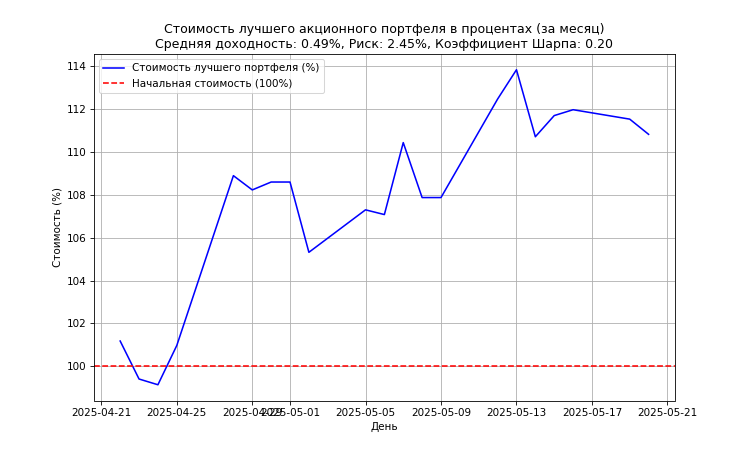 Стоимость лучшего акционного портфеля в процентах (за месяц)
Средняя доходность: 0.49%, Риск: 2.45%, Коэффициент Шарпа: 0.20
Стоимость лучшего портфеля (%)
Начальная стоимость (100%)
Стоимость (%)
114
112
110
108
106
104
102
100
2025-04-21 2025-04-25 2025-04-29 2025-05-01 2025-05-05 2025-05-09 2025-05-13 2025-05-17 2025-05-21
День